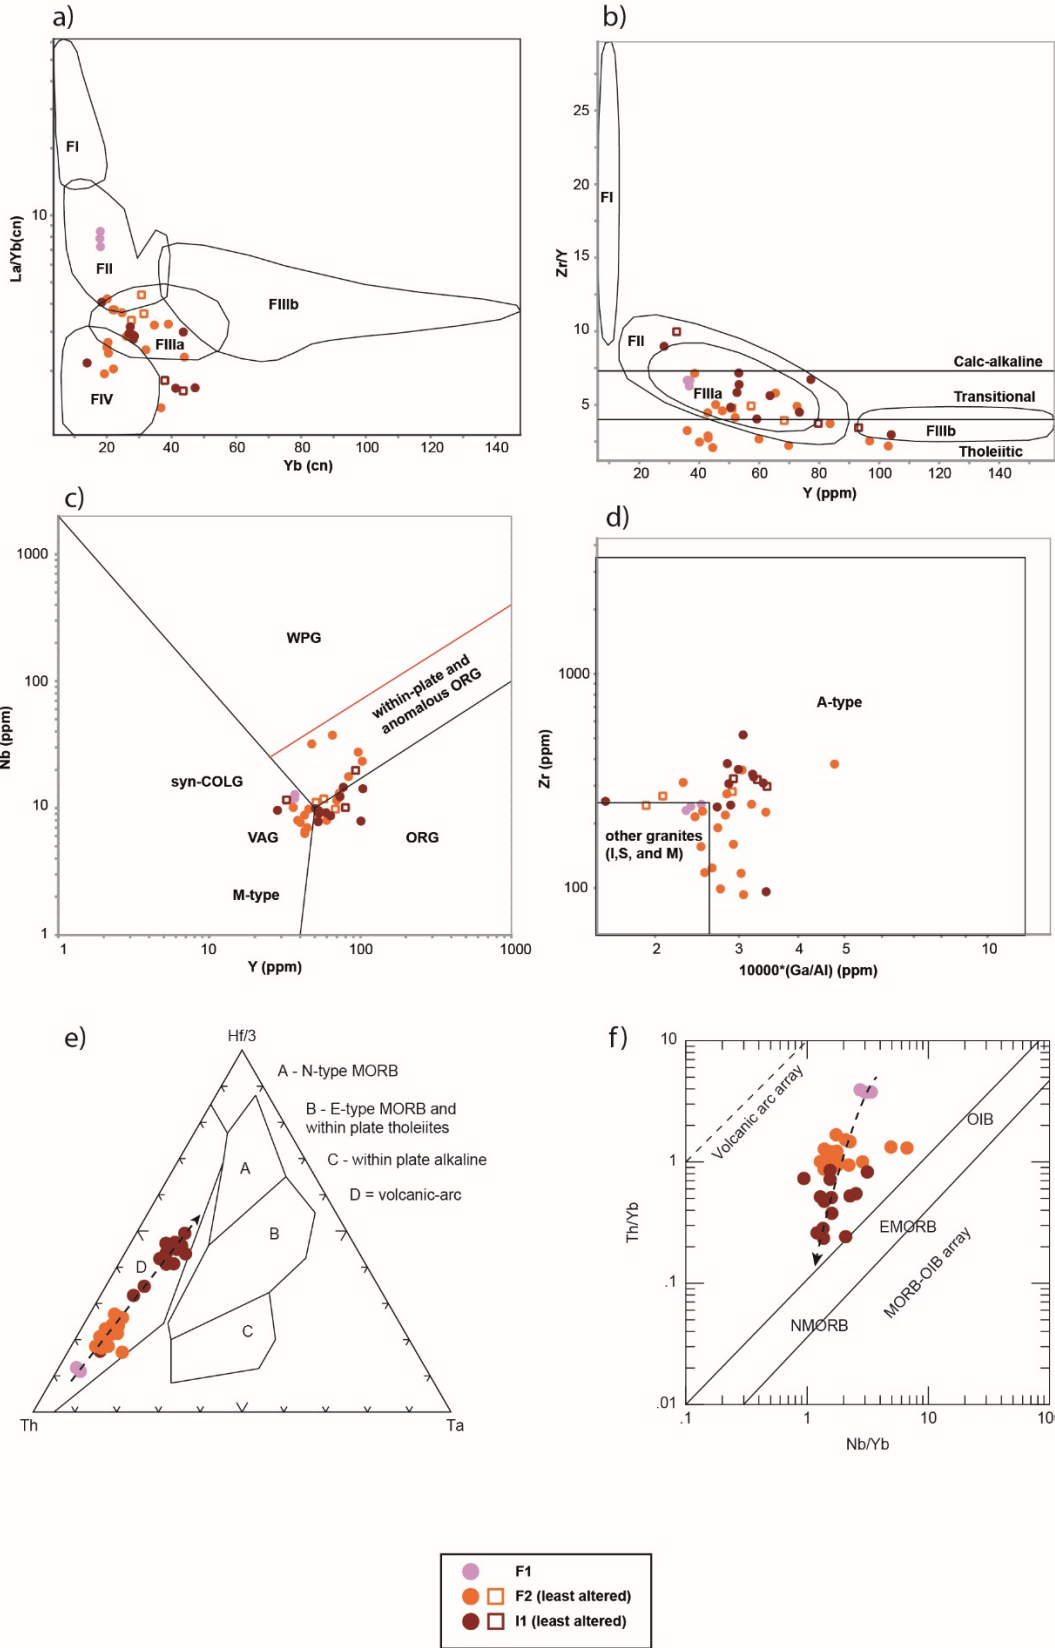 a)
La/Yb(cn)
10
FI
FII
FIIIa
FIIIb
FIV
20
40
60
80
100
120
140
Yb (cn)
b)
Zr/Y
25
20
15
10
5
FI
FII
FIIIa
FIIIb
Calc-alkaline
Transitional
Tholeiitic
20
40
60
80
100
120
140
Y (ppm)
c)
Nb (ppm)
1000
100
10
1
WPG
within-plate and
anomalous ORG
syn-COLG
VAG
ORG
M-type
1
10
100
1000
Y (ppm)
d)
Zr (ppm)
1000
100
A-type
other granites
(I,S, and M)
2
3
4
5
10
10000*(Ga/Al) (ppm)
e)
Hf/3
A - N-type MORB
B - E-type MORB and
within plate tholeiites
C - within plate alkaline
D = volcanic-arc
A
B
D
C
Th
Ta
f)
Th/Yb
10
1
.1
.01
Volcanic arc array
OIB
EMORB
NMORB
MORB-OIB array
.1
1
10
100
Nb/Yb
F1
F2 (least altered)
I1 (least altered)